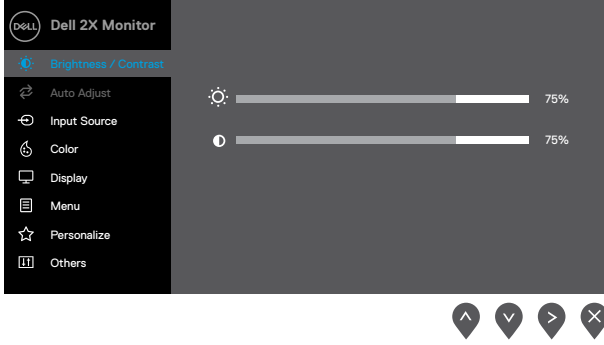 DELL Dell 2X Monitor
Brightness / Contrast
Auto Adjust
75%
Input Source
Color
75%
Display
Menu
Personalize
Others